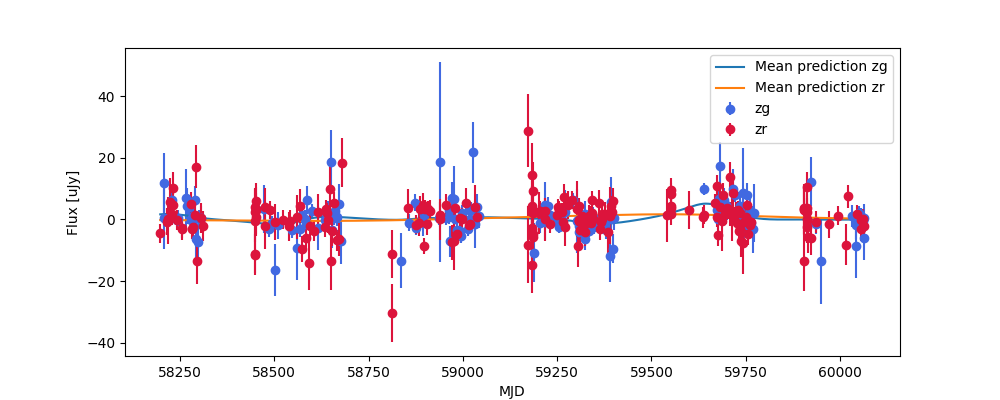 Mean prediction zg
Mean prediction zr
zg
zr
Flux [uJy]
40
20
0
−20
−40
58250
58500
58750
59000
59250
59500
59750
60000
MJD